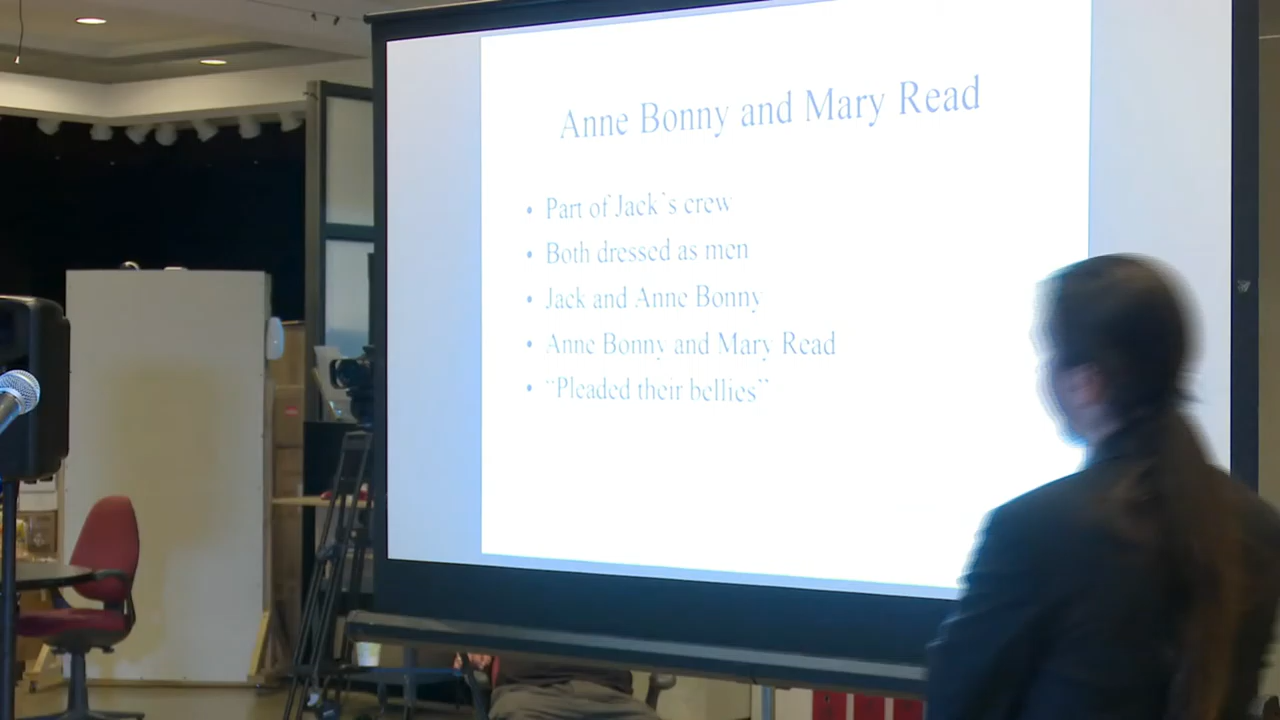 Anne Bonny and Mary Read
• Part of Jack`s crew
• Both dressed as men
• Jack and Anne Bonny
• Anne Bonny and Mary Read
• “Pleaded their bellies”